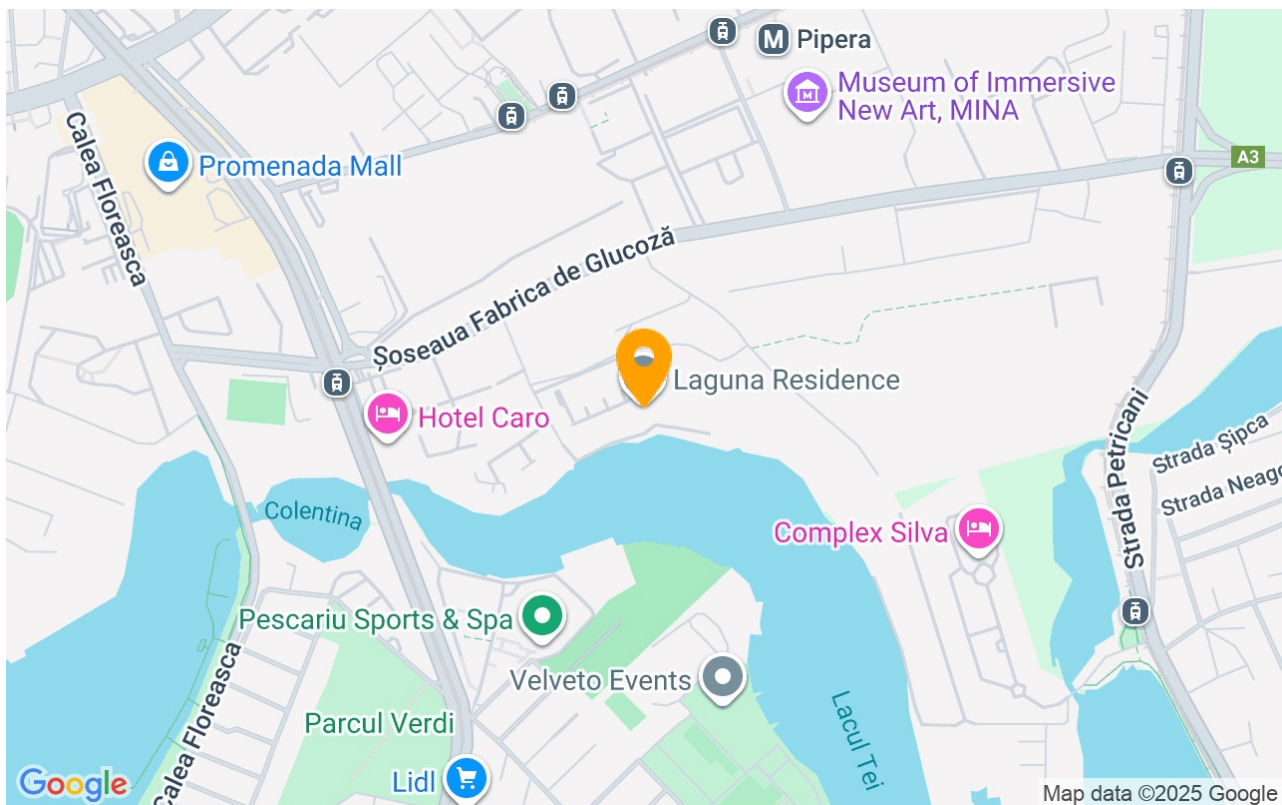 M Pipera
Museum of Immersive
New Art, MINA
Calea Floreasca
Promenada Mall
A3
Șoseaua Fabrica de Glucoză
Laguna Residence
Hotel Caro
Strada Petricani
Strada Șipca
Strada Neago
Colentina
Complex Silva
Pescariu Sports & Spa
Calea Floreasca
Velveto Events
Lacul Tei
Parcul Verdi
Lidl
Google
Map data ©2025 Google